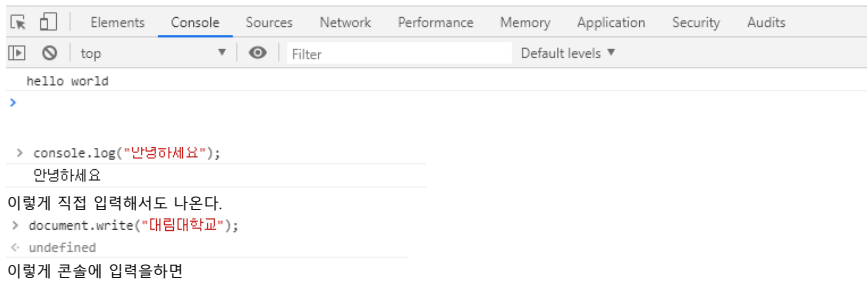 Elements Console Sources Network Performance Memory Application Security Audits
top ▼ Filter Default levels ▼
hello world
>
> console.log("안녕하세요");
안녕하세요
이렇게 직접 입력해서도 나온다.
> document.write("대림대학교");
<· undefined
이렇게 콘솔에 입력을하면